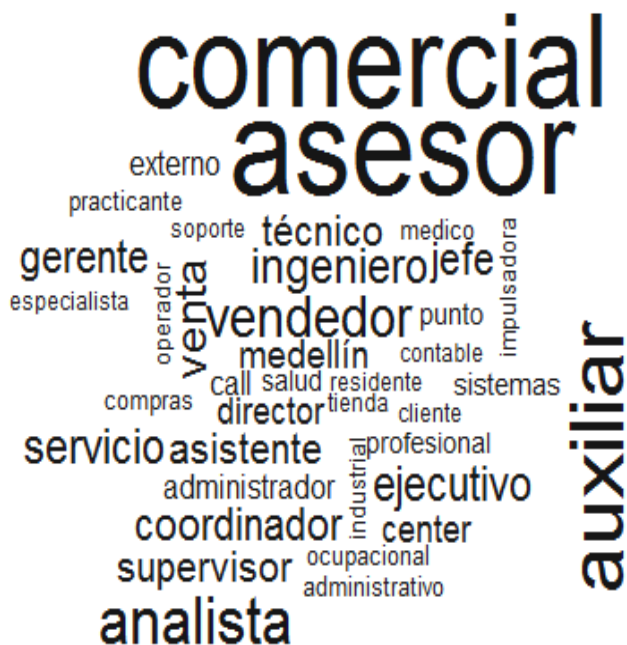 comercial
asesor
externo
practicante
soporte
técnico
medico
impulsadora
gerente
ingeniero
jefe
especialista
operador
venta
vendedor
punto
medellín
contable
auxiliar
call
salud
residente
sistemas
compras
director
tienda
cliente
servicio
asistente
industrial
profesional
administrador
ejecutivo
coordinador
center
supervisor
ocupacional
administrativo
analista